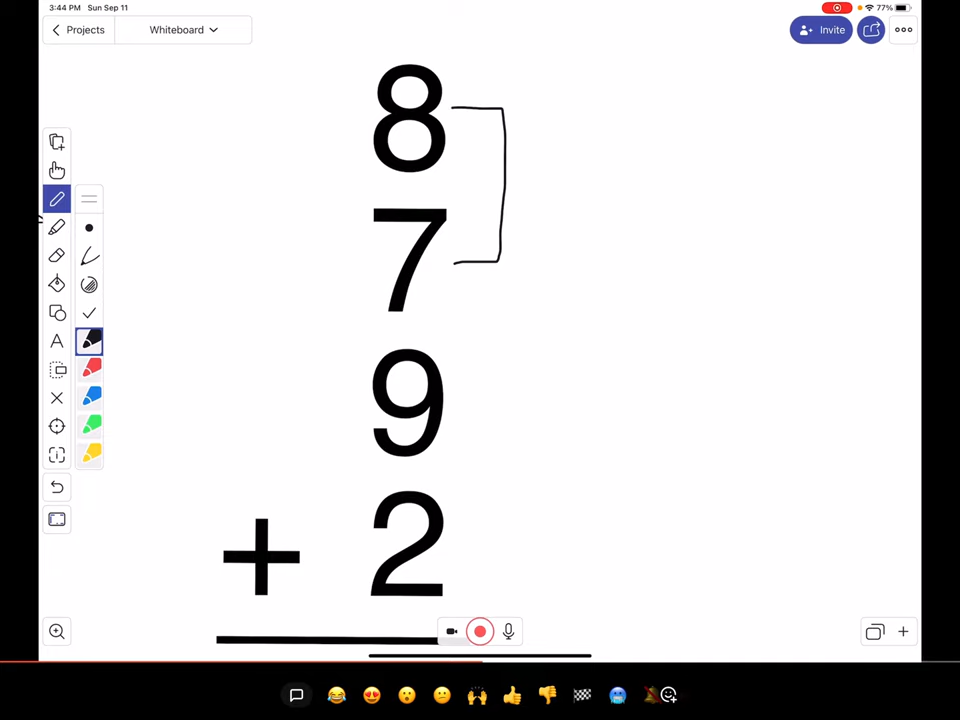 3:44 PM Sun Sep 11
77%
Projects
Whiteboard
Invite
8
7
9
+ 2
A